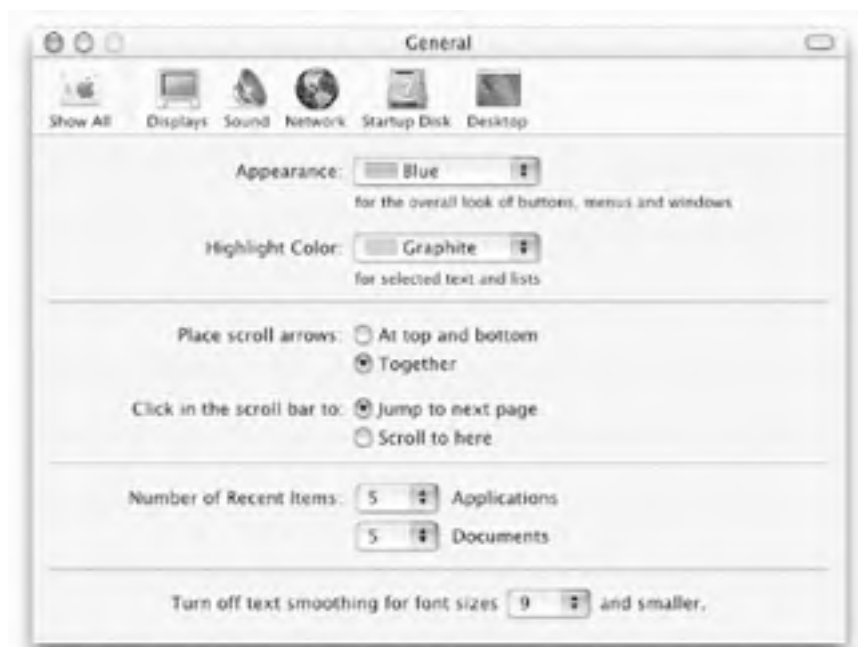 General
Show All Displays Sound Network Startup Disk Desktop
Appearance: Blue
for the overall look of buttons, menus and windows
Highlight Color: Graphite
for selected text and lists
Place scroll arrows: At top and bottom
Together
Click in the scroll bar to: Jump to next page
Scroll to here
Number of Recent Items: 5 Applications
5 Documents
Turn off text smoothing for font sizes 9 and smaller.